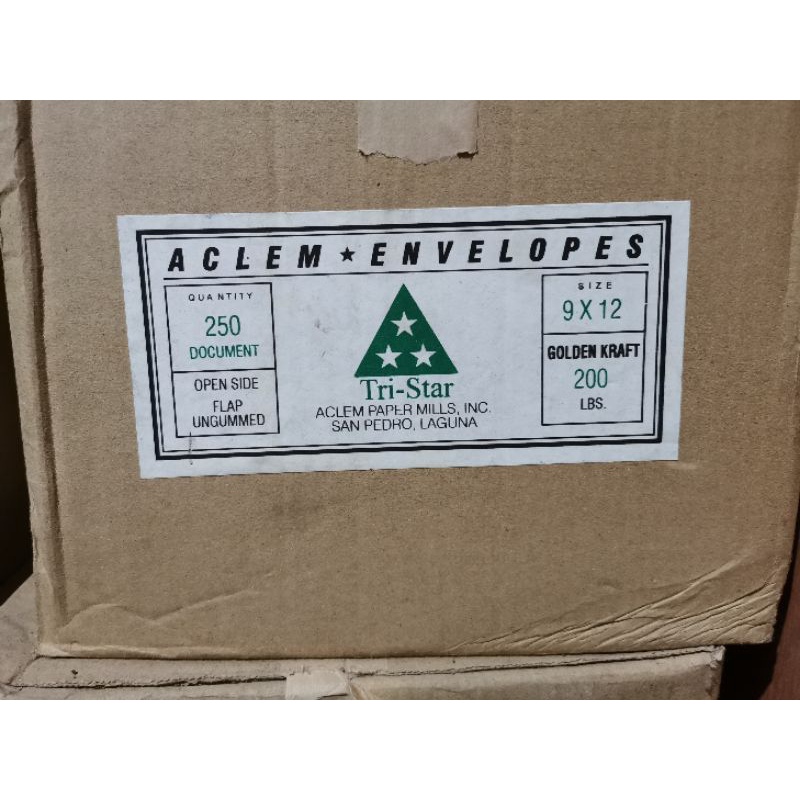 ACLEM ★ ENVELOPES
QUANTITY
250
DOCUMENT
OPEN SIDE
FLAP
UNGUMMED
Tri-Star
ACLEM PAPER MILLS, INC.
SAN PEDRO, LAGUNA
SIZE
9 X 12
GOLDEN KRAFT
200
LBS.